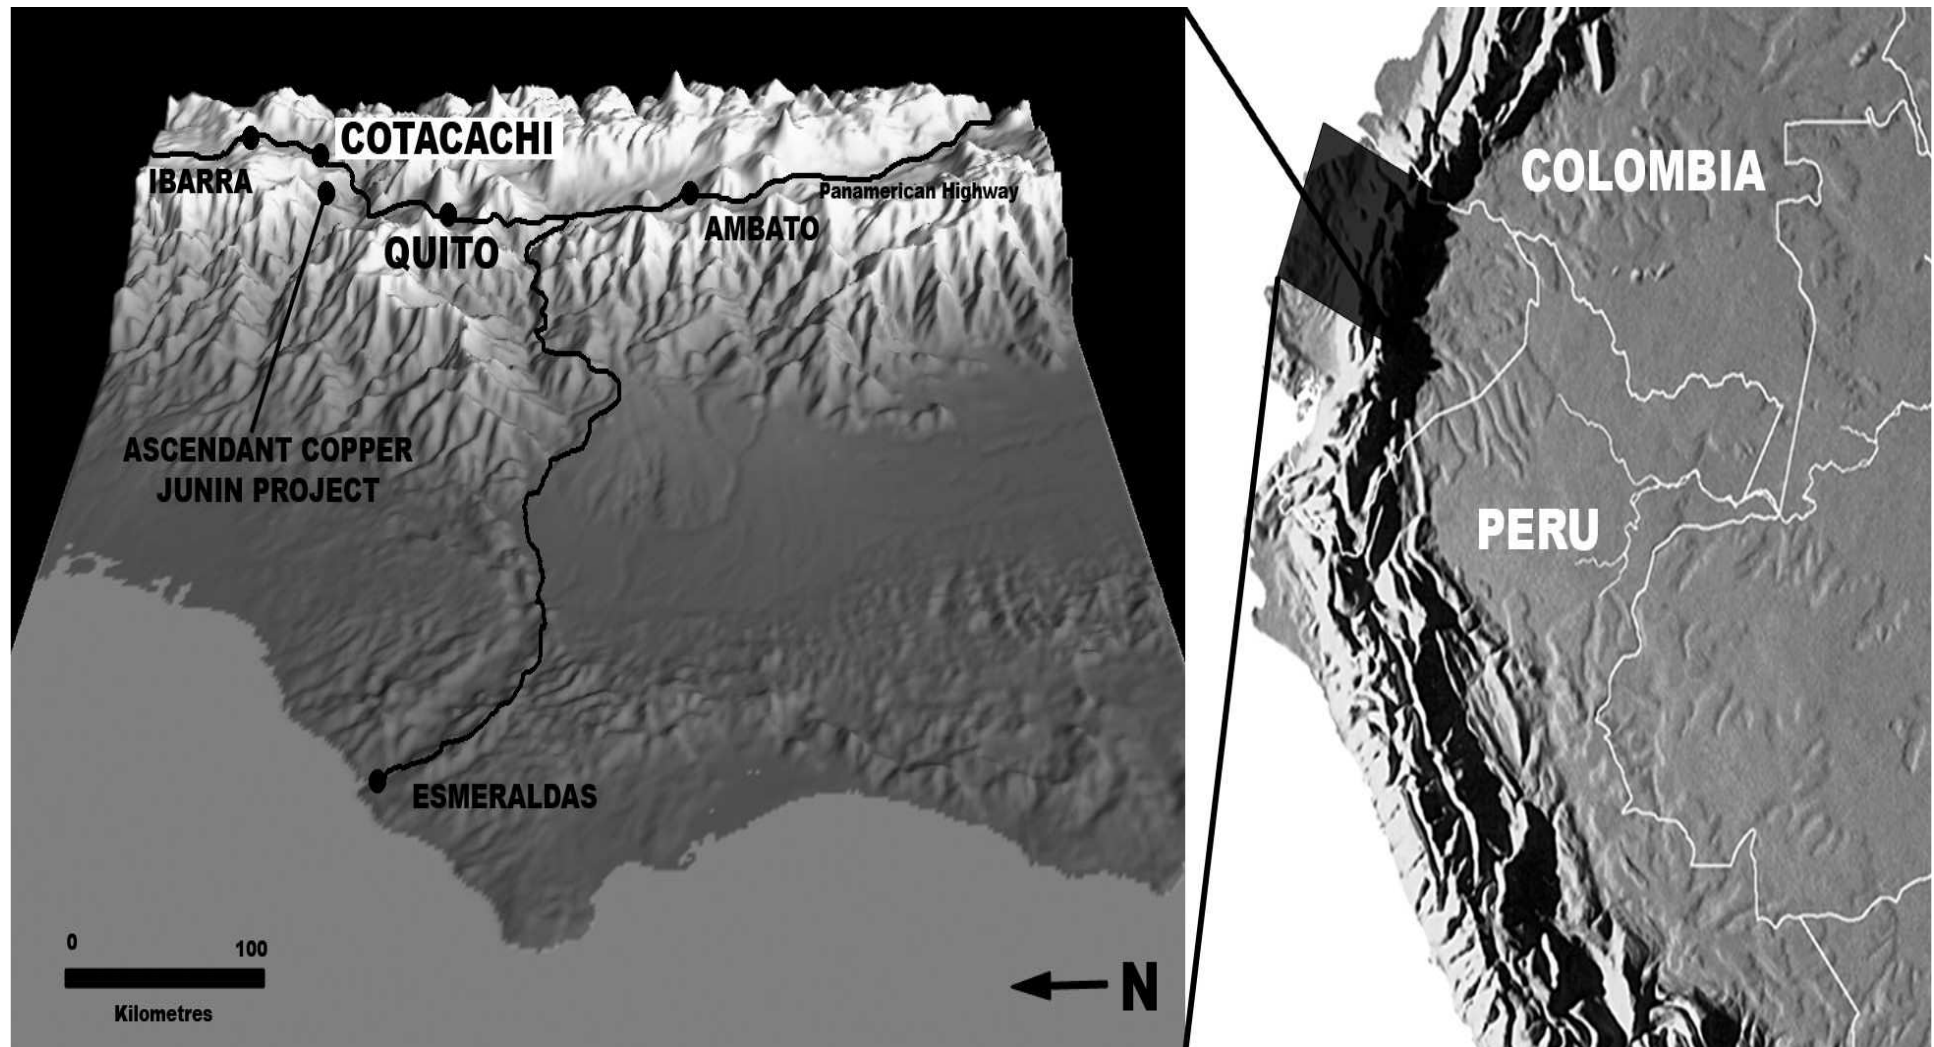 COTACACHI
IBARRA
Panamerican Highway
QUITO
AMBATO
ASCENDANT COPPER
JUNIN PROJECT
ESMERALDAS
0 100
Kilometres
N
COLOMBIA
PERU